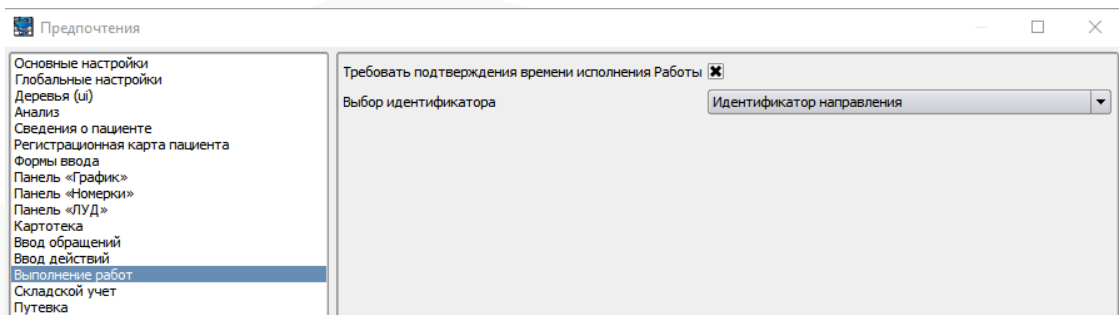 Предпочтения
Основные настройки
Глобальные настройки
Деревья (ui)
Анализ
Сведения о пациенте
Регистрационная карта пациента
Формы ввода
Панель «График»
Панель «Номерки»
Панель «ЛУД»
Картотека
Ввод обращений
Ввод действий
Выполнение работ
Складской учет
Путевка
Требовать подтверждения времени исполнения Работы
Выбор идентификатора Идентификатор направления